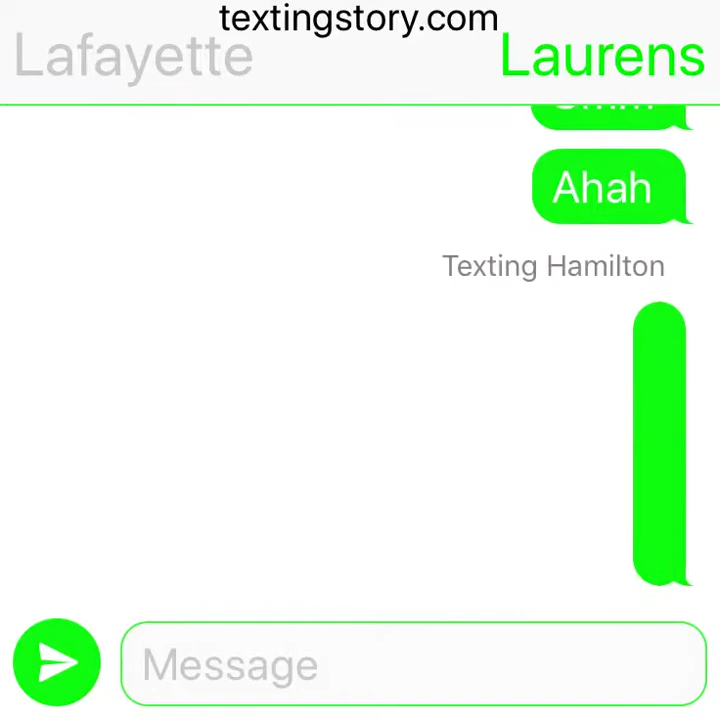 textingstory.com
Lafayette
Laurens
Ahah
Texting Hamilton
Message